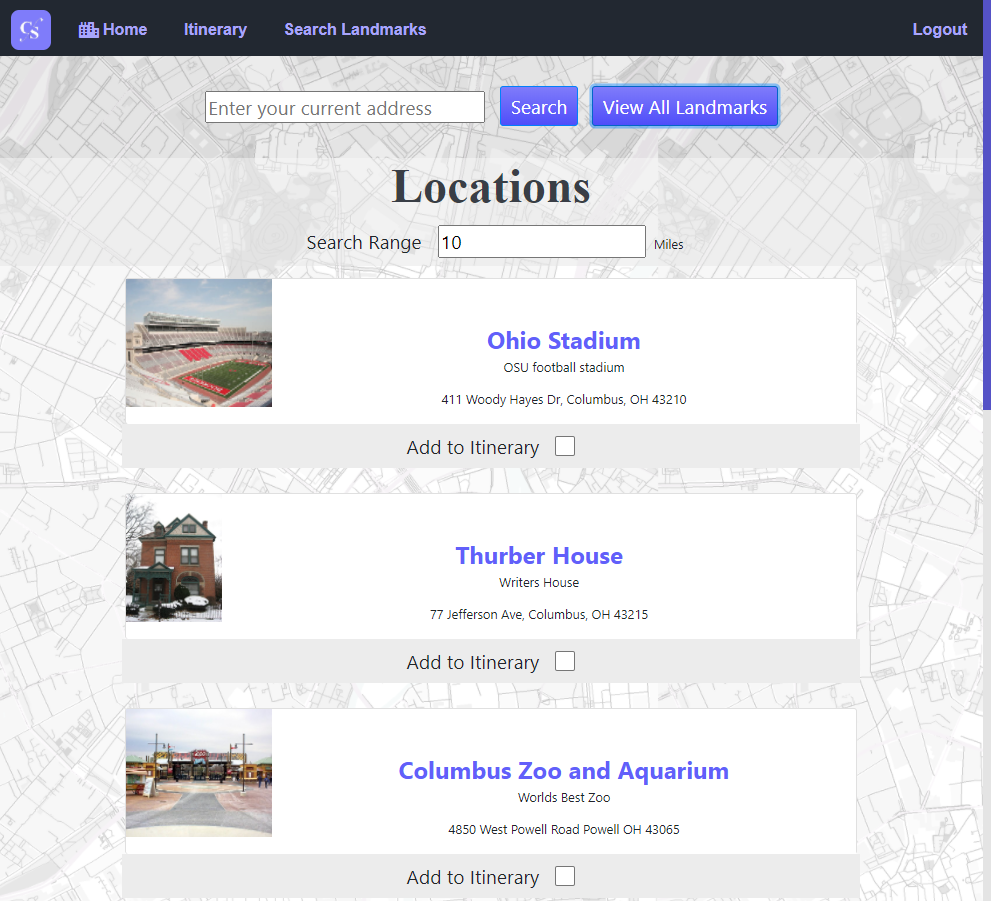 CS
Home
Itinerary
Search Landmarks
Logout
Enter your current address
Search
View All Landmarks
Locations
Search Range
10
Miles
Ohio Stadium
OSU football stadium
411 Woody Hayes Dr, Columbus, OH 43210
Add to Itinerary
Thurber House
Writers House
77 Jefferson Ave, Columbus, OH 43215
Add to Itinerary
Columbus Zoo and Aquarium
Worlds Best Zoo
4850 West Powell Road Powell OH 43065
Add to Itinerary